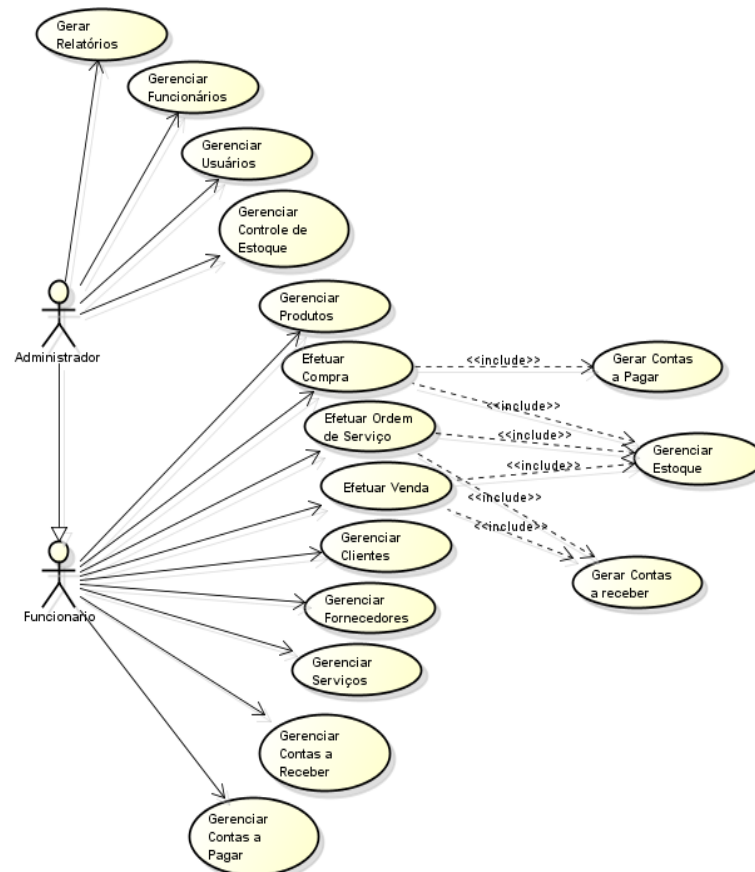 Gerar
Relatórios
Gerenciar
Funcionários
Gerenciar
Usuários
Gerenciar
Controle de
Estoque
Administrador
Gerenciar
Produtos
Efetuar
Compra
<<include>>
Gerar Contas
a Pagar
<<include>>
Efetuar Ordem
de Serviço
<<include>>
Gerenciar
Estoque
<<include>>
Efetuar Venda
<<include>>
<<include>>
Gerenciar
Clientes
Gerar Contas
a receber
Funcionario
Gerenciar
Fornecedores
Gerenciar
Serviços
Gerenciar
Contas a
Receber
Gerenciar
Contas a
Pagar